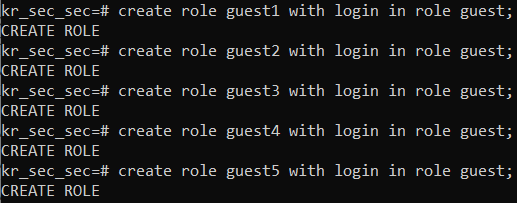 kr_sec_sec=# create role guest1 with login in role guest;
CREATE ROLE
kr_sec_sec=# create role guest2 with login in role guest;
CREATE ROLE
kr_sec_sec=# create role guest3 with login in role guest;
CREATE ROLE
kr_sec_sec=# create role guest4 with login in role guest;
CREATE ROLE
kr_sec_sec=# create role guest5 with login in role guest;
CREATE ROLE